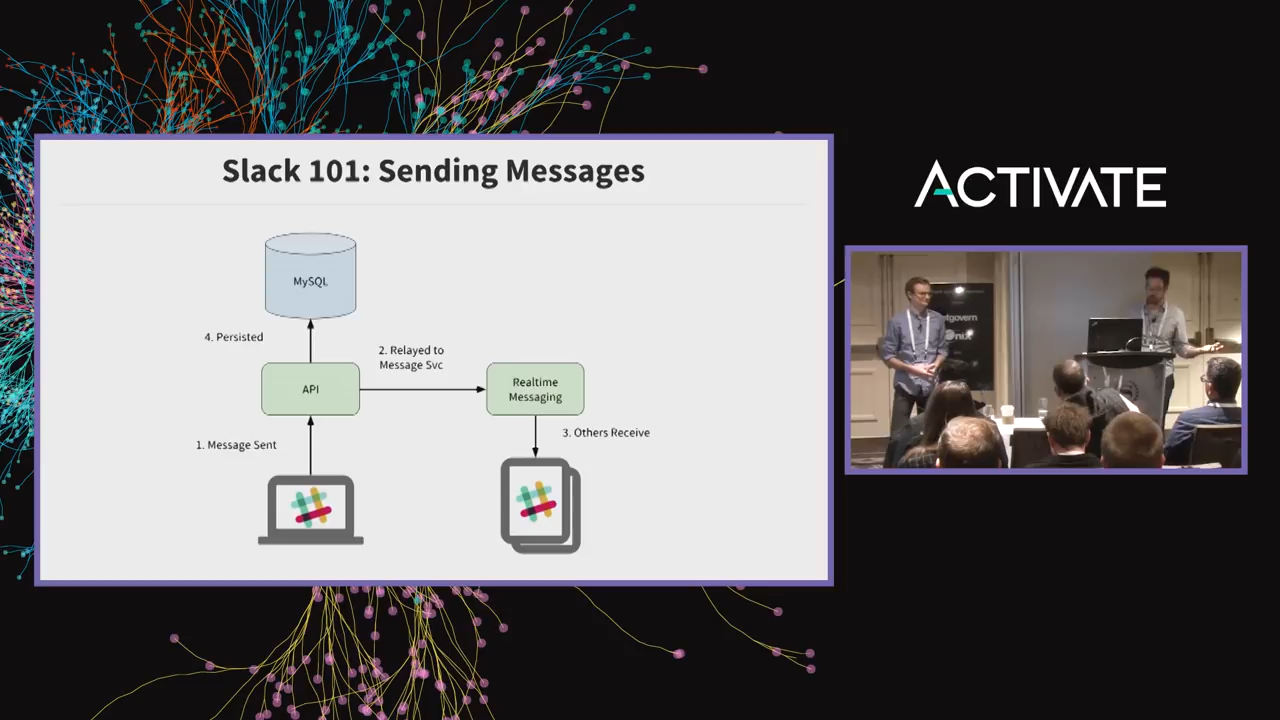 Slack 101: Sending Messages
MySQL
4. Persisted
2. Relayed to
Message Svc
API
Realtime
Messaging
1. Message Sent
3. Others Receive
ACTIVATE